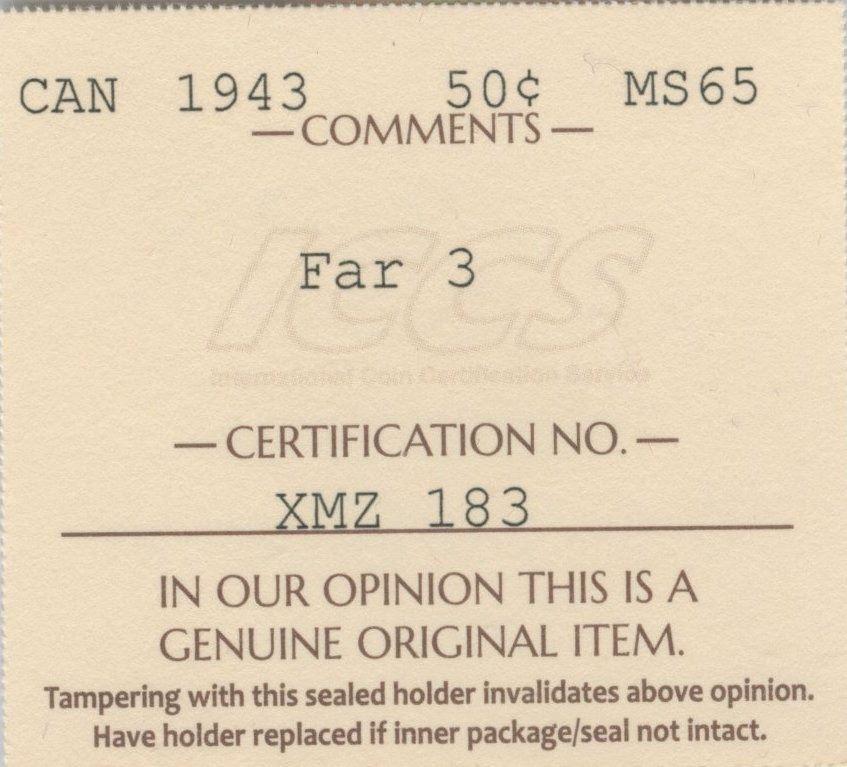 CAN 1943 50¢ MS65
— COMMENTS —
ICCS
Far 3
International Coin Certification Service
— CERTIFICATION NO. —
XMZ 183
IN OUR OPINION THIS IS A
GENUINE ORIGINAL ITEM.
Tampering with this sealed holder invalidates above opinion.
Have holder replaced if inner package/seal not intact.